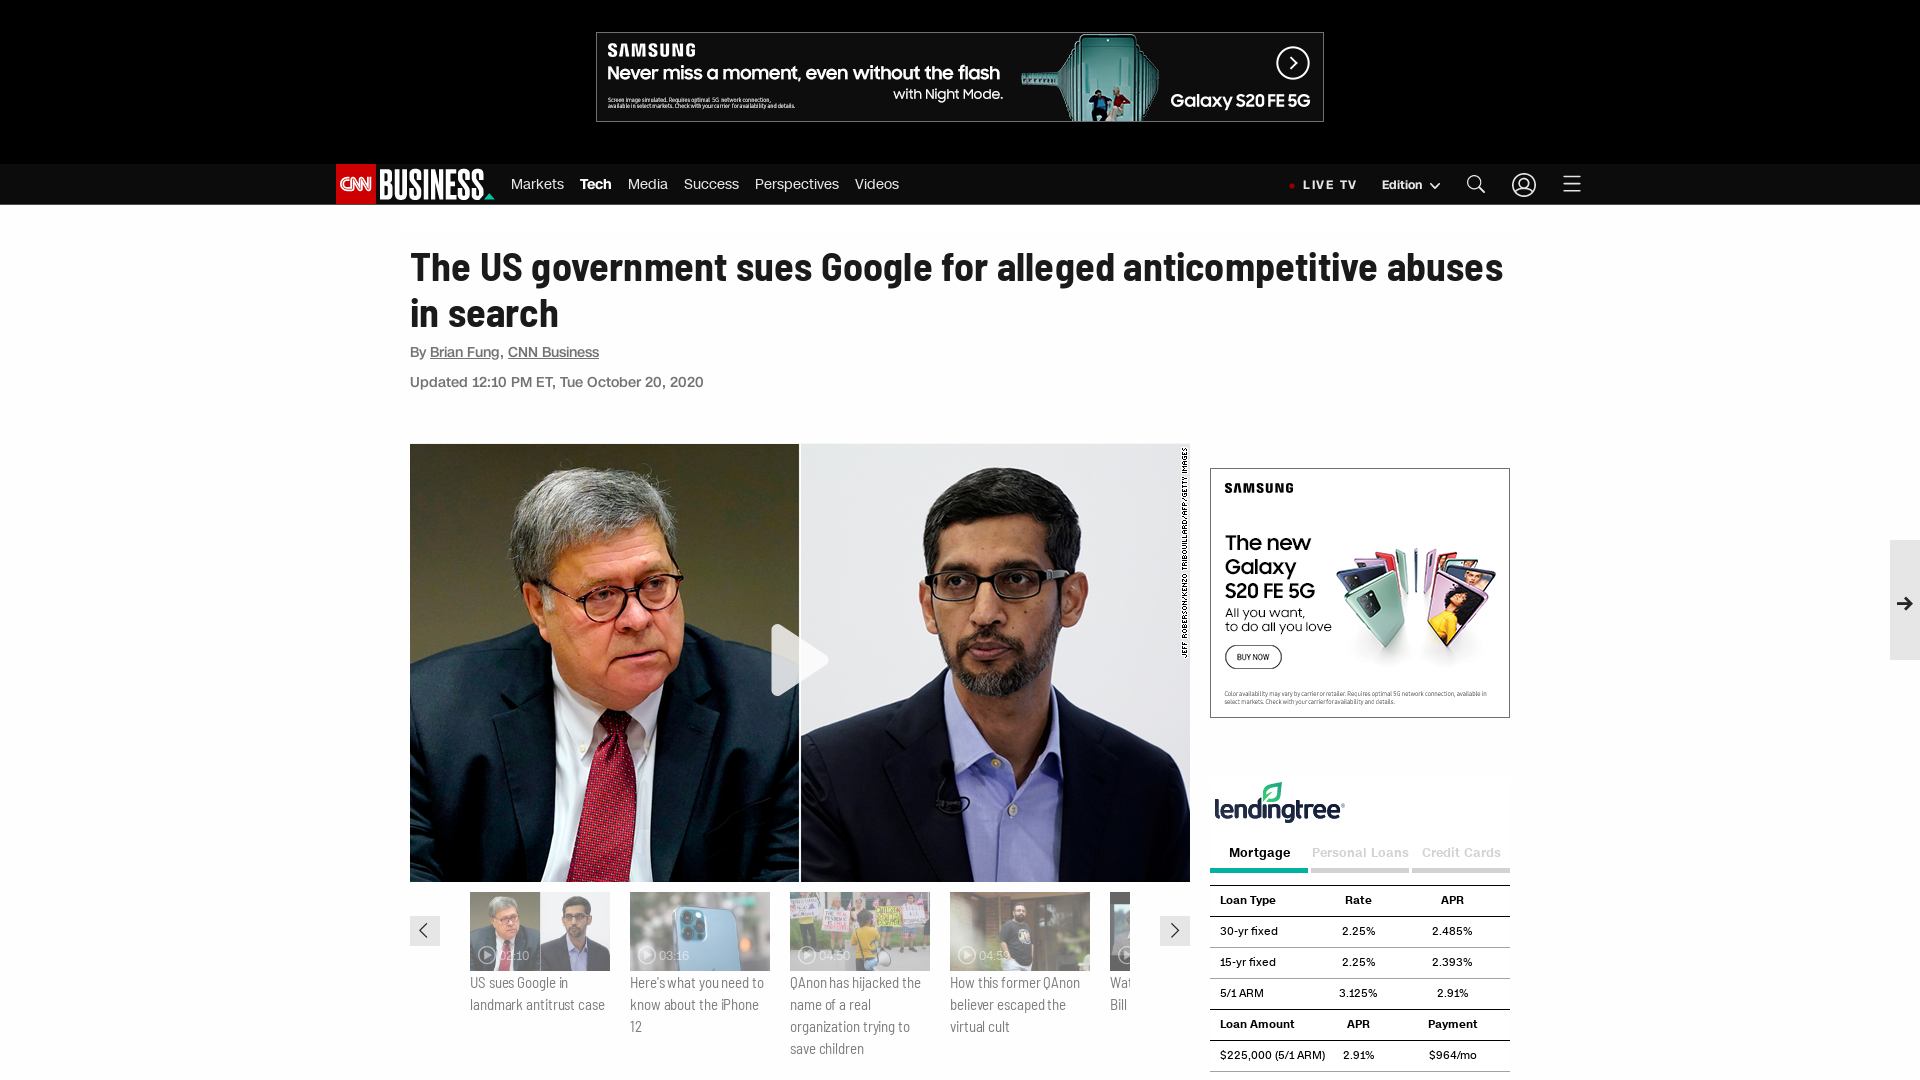 SAMSUNG
Never miss a moment, even without the flash
with Night Mode.
Screen image simulated. Requires optimal 5G network connection,
available in select markets. Check with your carrier for availability and details.
Galaxy S20 FE 5G
CNN BUSINESS
Markets Tech Media Success Perspectives Videos
LIVE TV Edition
The US government sues Google for alleged anticompetitive abuses
in search
By Brian Fung, CNN Business
Updated 12:10 PM ET, Tue October 20, 2020
JEFF ROBERSON/KENZO TRIBOUILLARD/AFP/GETTY IMAGES
02:10
US sues Google in
landmark antitrust case
03:16
Here's what you need to
know about the iPhone
12
04:50
QAnon has hijacked the
name of a real
organization trying to
save children
How this former QAnon
believer escaped the
virtual cult
Bill
SAMSUNG
The new
Galaxy
S20 FE 5G
All you want,
to do all you love
BUY NOW
Color availability may vary by carrier or retailer. Requires optimal 5G network connection, available in
select markets. Check with your carrier for availability and details.
lendingtree
Mortgage Personal Loans Credit Cards
Loan Type Rate APR
30-yr fixed 2.25% 2.485%
15-yr fixed 2.25% 2.393%
5/1 ARM 3.125% 2.91%
Loan Amount APR Payment
$225,000 (5/1 ARM) 2.91% $964/mo